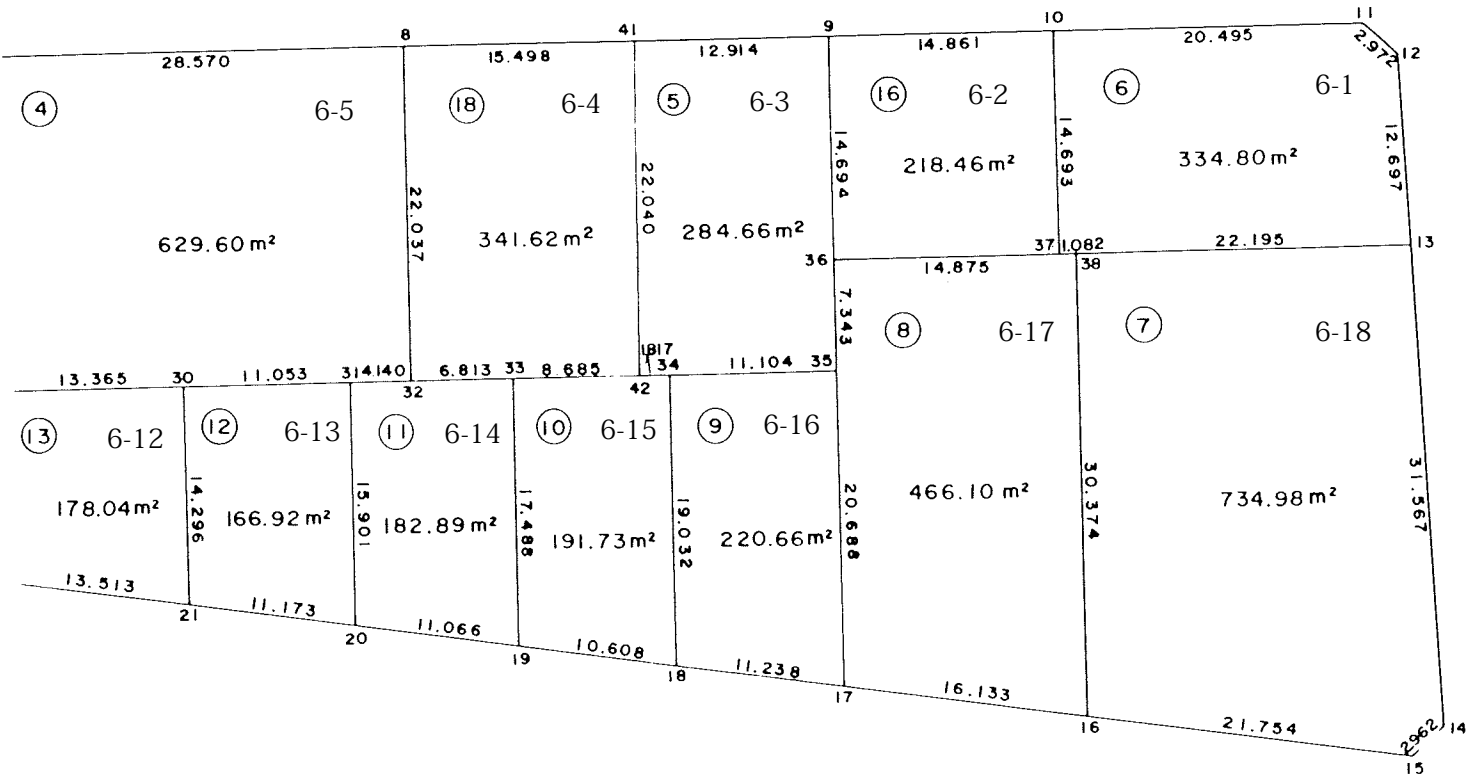 11
8 41 9 10
28.570 15.498 12.914 14.861 20.495 2.972 12
④ 6-5 ⑱ 6-4 ⑤ 6-3 ⑯ 6-2 ⑥ 6-1
22.037 22.040 14.694 14.693 12.697
218.46m² 334.80m²
629.60m² 341.62m² 284.66m²
36 37 1.082 22.195 13
14.875 38
7.343
⑧ 6-17 ⑦ 6-18
1.817
13.365 30 11.053 31 4.140 6.813 33 8.685 34 11.104 35
32 42
⑬ 6-12 ⑫ 6-13 ⑪ 6-14 ⑩ 6-15 ⑨ 6-16
14.296 15.901 17.488 19.032 20.688 30.374 31.567
178.04m² 166.92m² 182.89m² 191.73m² 220.66m² 466.10m² 734.98m²
13.513 11.173 11.066 10.608 11.238 16.133 21.754 2.962
21 20 19 18 17 16 15 14